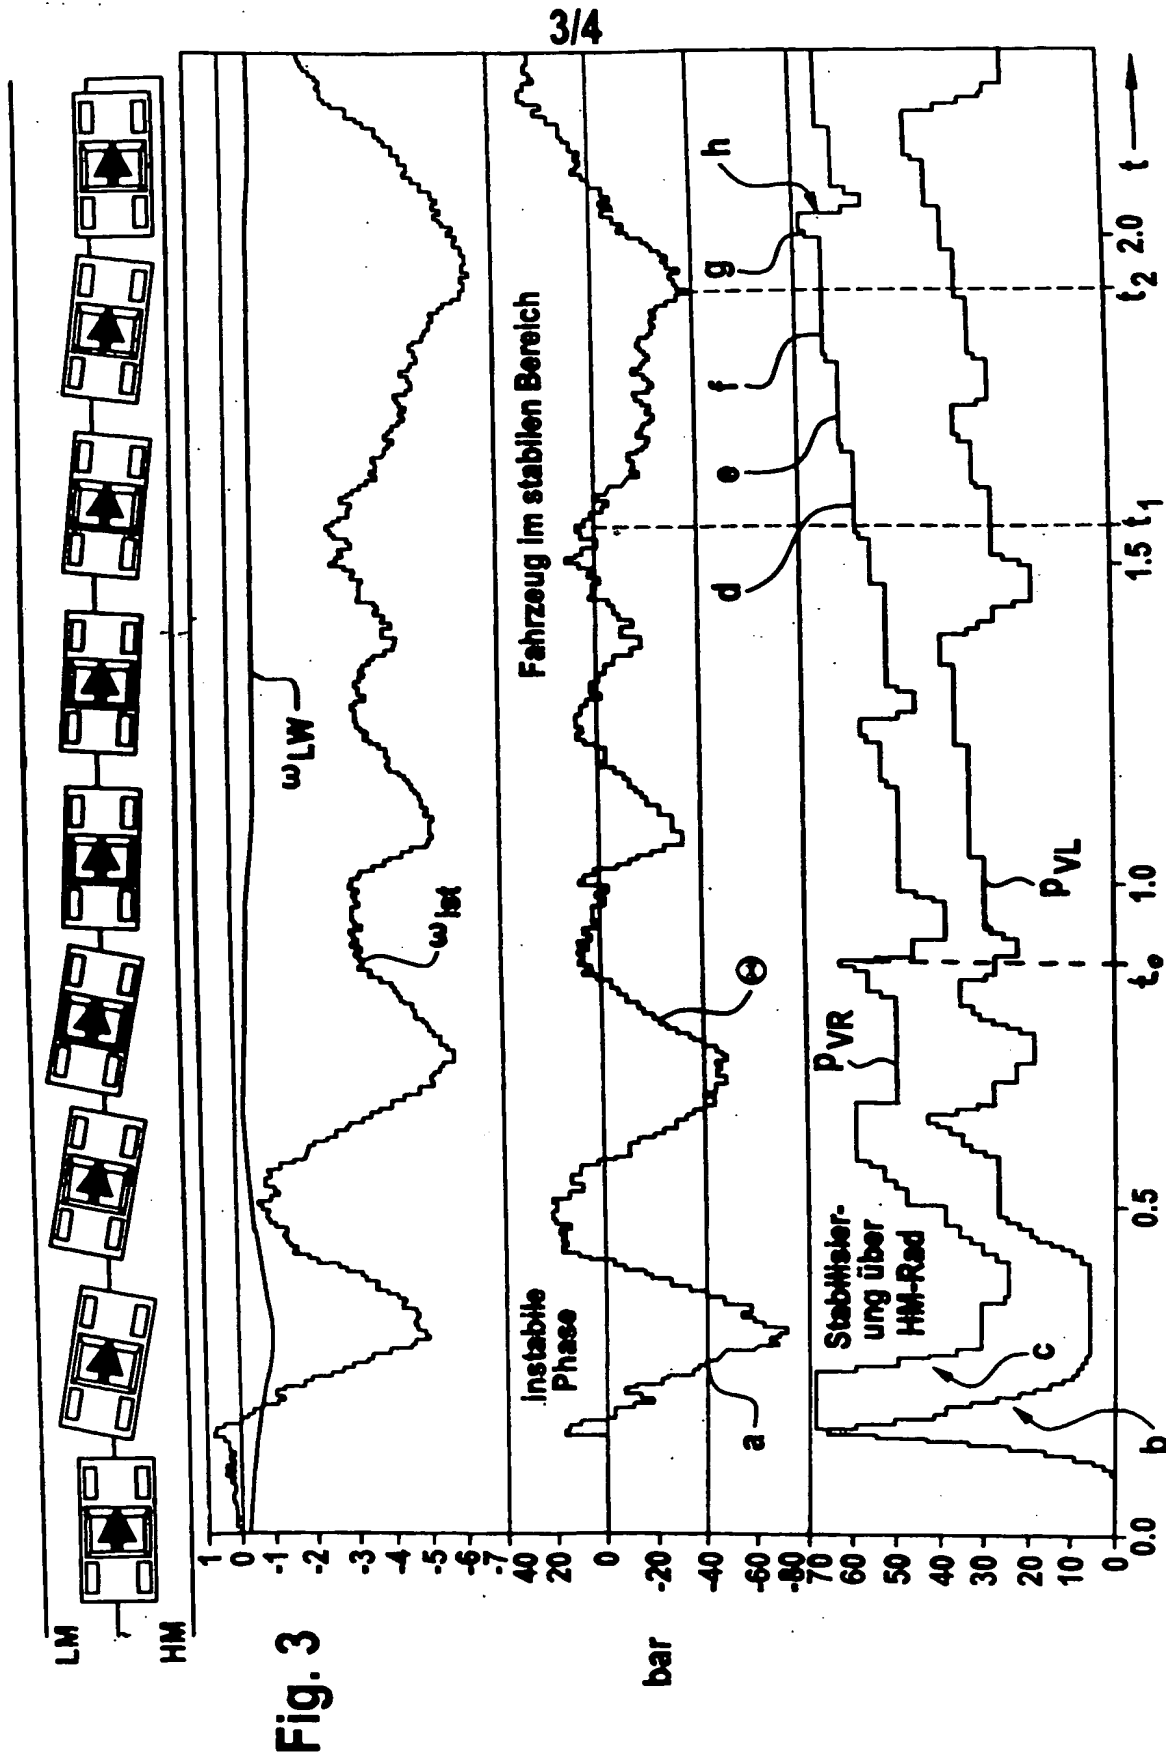 3/4
LM
HM
Fig. 3
1
0
-1
-2
-3
-4
-5
-6
-7
ωLW
ωist
40
20
0
-20
-40
-80
instabile
Phase
Fahrzeug im stabilen Bereich
Θ
a
bar
70
60
50
40
30
20
10
0
Stabilisier-
ung über
HM-Rad
pVR
pVL
b
c
d
e
f
g
h
0.0
0.5
t₀
1.0
1.5
t₁
t₂
2.0
t